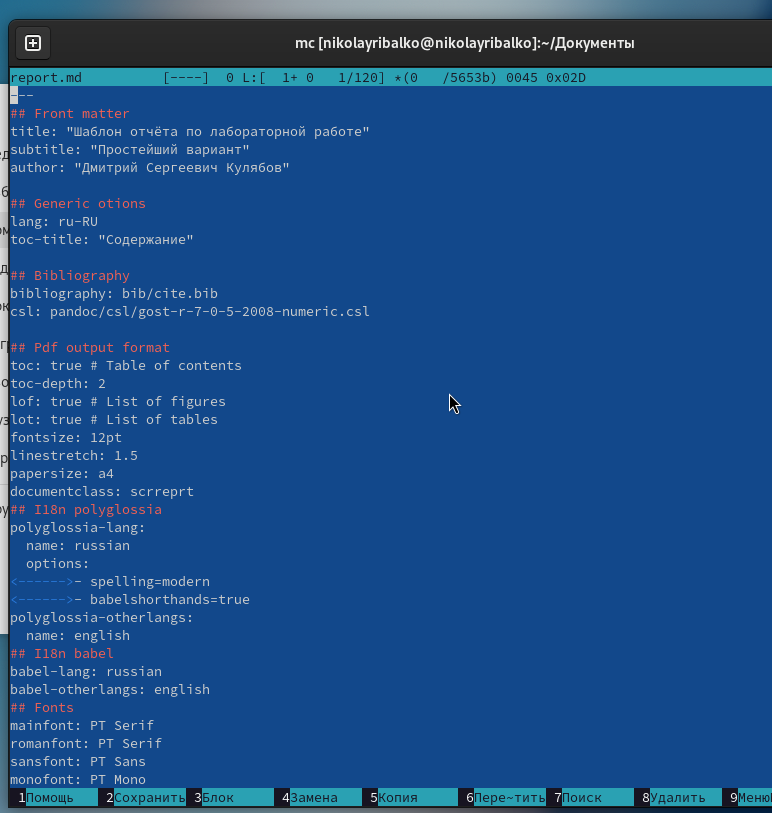 mc [nikolayribalko@nikolayribalko]:~/Документы
report.md          [----]  0 L:[  1+ 0   1/120] *(0   /5653b) 0045 0x02D
---
## Front matter
title: "Шаблон отчёта по лабораторной работе"
subtitle: "Простейший вариант"
author: "Дмитрий Сергеевич Кулябов"

## Generic otions
lang: ru-RU
toc-title: "Содержание"

## Bibliography
bibliography: bib/cite.bib
csl: pandoc/csl/gost-r-7-0-5-2008-numeric.csl

## Pdf output format
toc: true # Table of contents
toc-depth: 2
lof: true # List of figures
lot: true # List of tables
fontsize: 12pt
linestretch: 1.5
papersize: a4
documentclass: scrreprt
## I18n polyglossia
polyglossia-lang:
  name: russian
  options:
<------>- spelling=modern
<------>- babelshorthands=true
polyglossia-otherlangs:
  name: english
## I18n babel
babel-lang: russian
babel-otherlangs: english
## Fonts
mainfont: PT Serif
romanfont: PT Serif
sansfont: PT Sans
monofont: PT Mono
1Помощь 2Сохранить 3Блок 4Замена 5Копия 6Пере~тить 7Поиск 8Удалить 9Меню